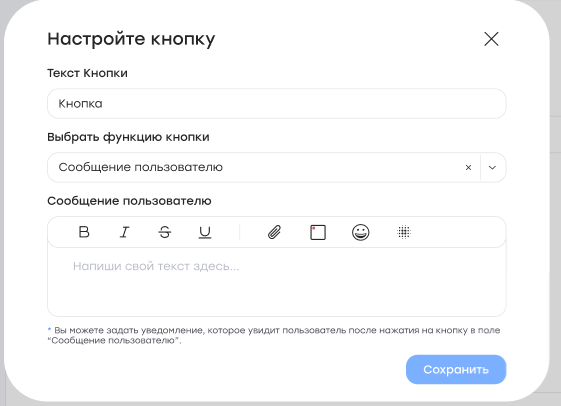 Настройте кнопку
Текст Кнопки
Кнопка
Выбрать функцию кнопки
Сообщение пользователю
Сообщение пользователю
B I S U
Напиши свой текст здесь...
* Вы можете задать уведомление, которое увидит пользователь после нажатия на кнопку в поле
“Сообщение пользователю”.
Сохранить